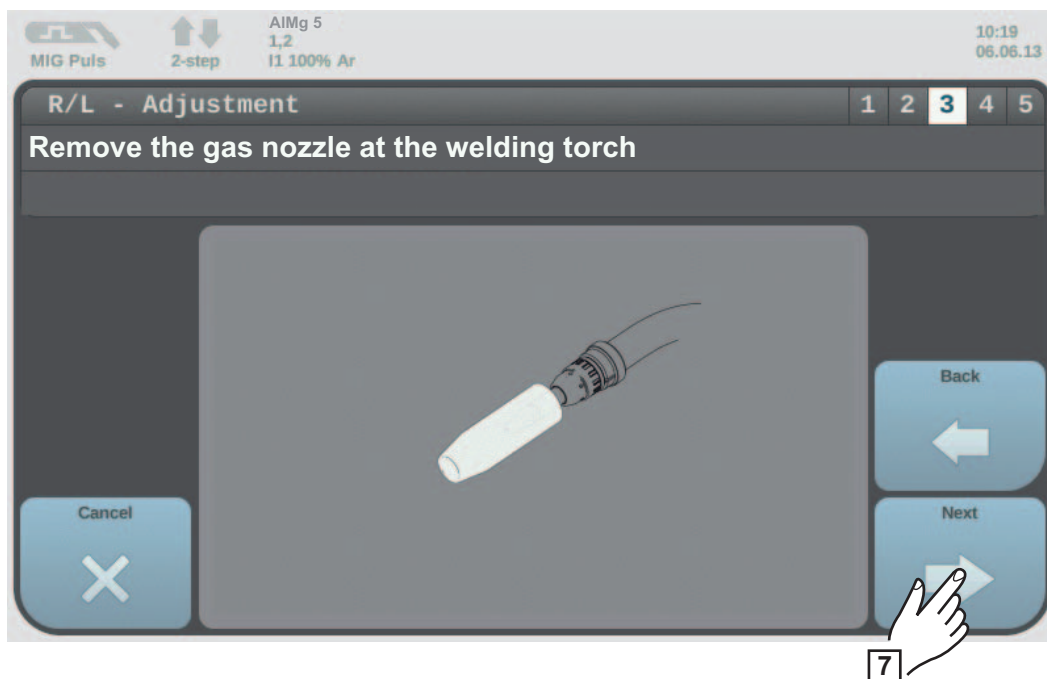 MIG Puls
2-step
AlMg 5
1,2
I1 100% Ar
10:19
06.06.13
R/L - Adjustment
1 2 3 4 5
Remove the gas nozzle at the welding torch
Back
Cancel
Next
7